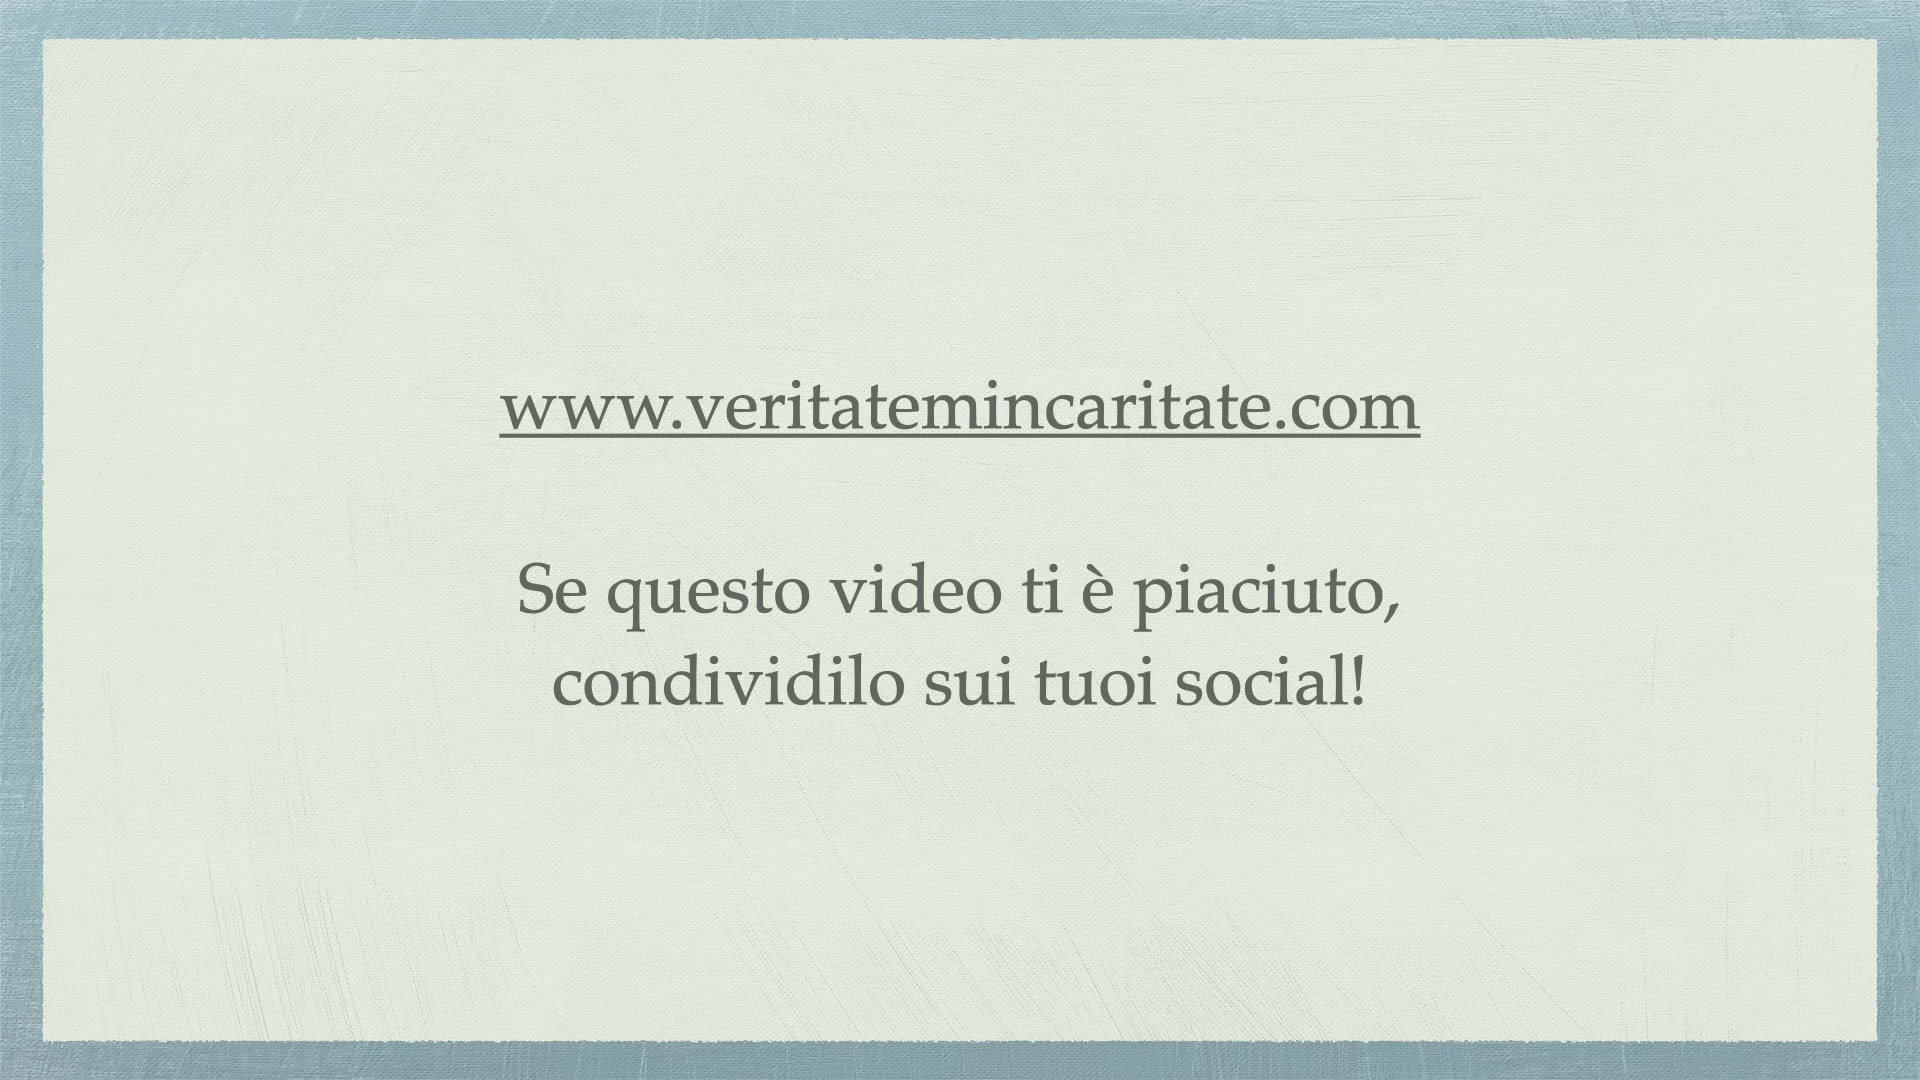 www.veritatemincaritate.com
Se questo video ti è piaciuto,
condividilo sui tuoi social!